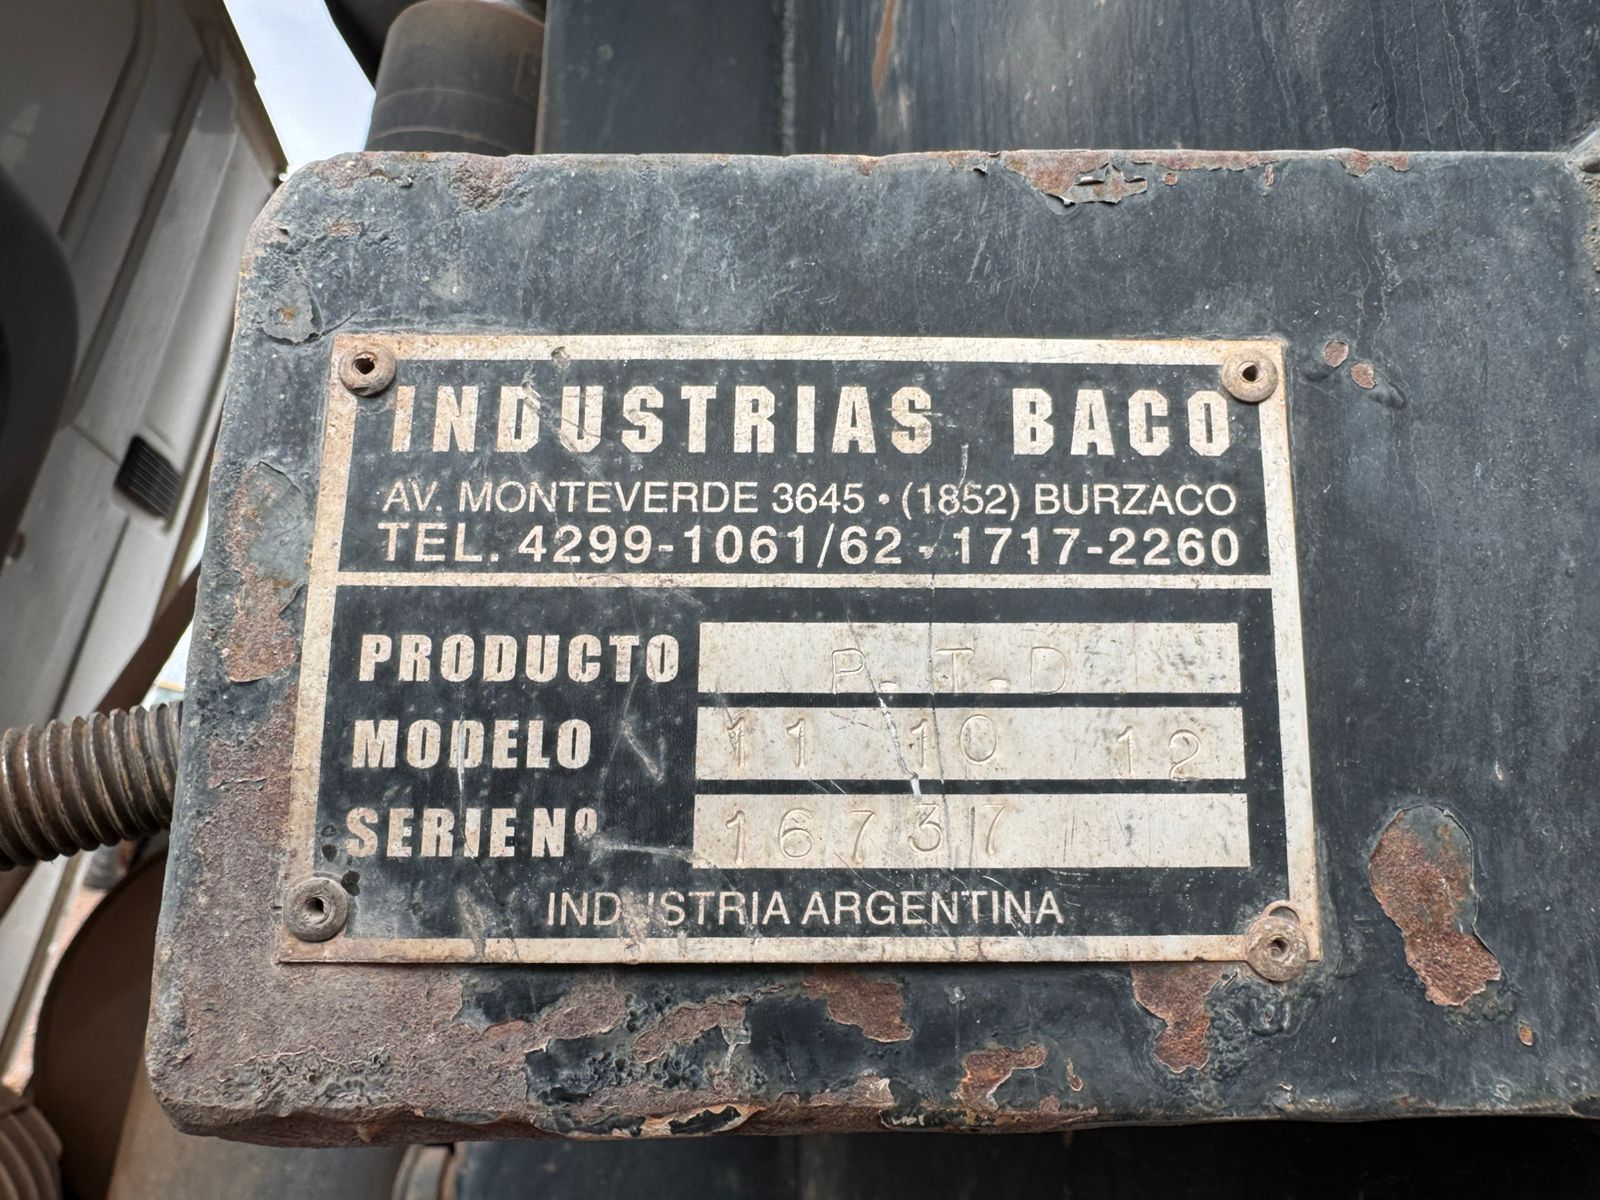 INDUSTRIAS BACO
AV. MONTEVERDE 3645 • (1852) BURZACO
TEL. 4299-1061/62 - 1717-2260
PRODUCTO P.T.D
MODELO 11 10 12
SERIE Nº 16737
INDUSTRIA ARGENTINA